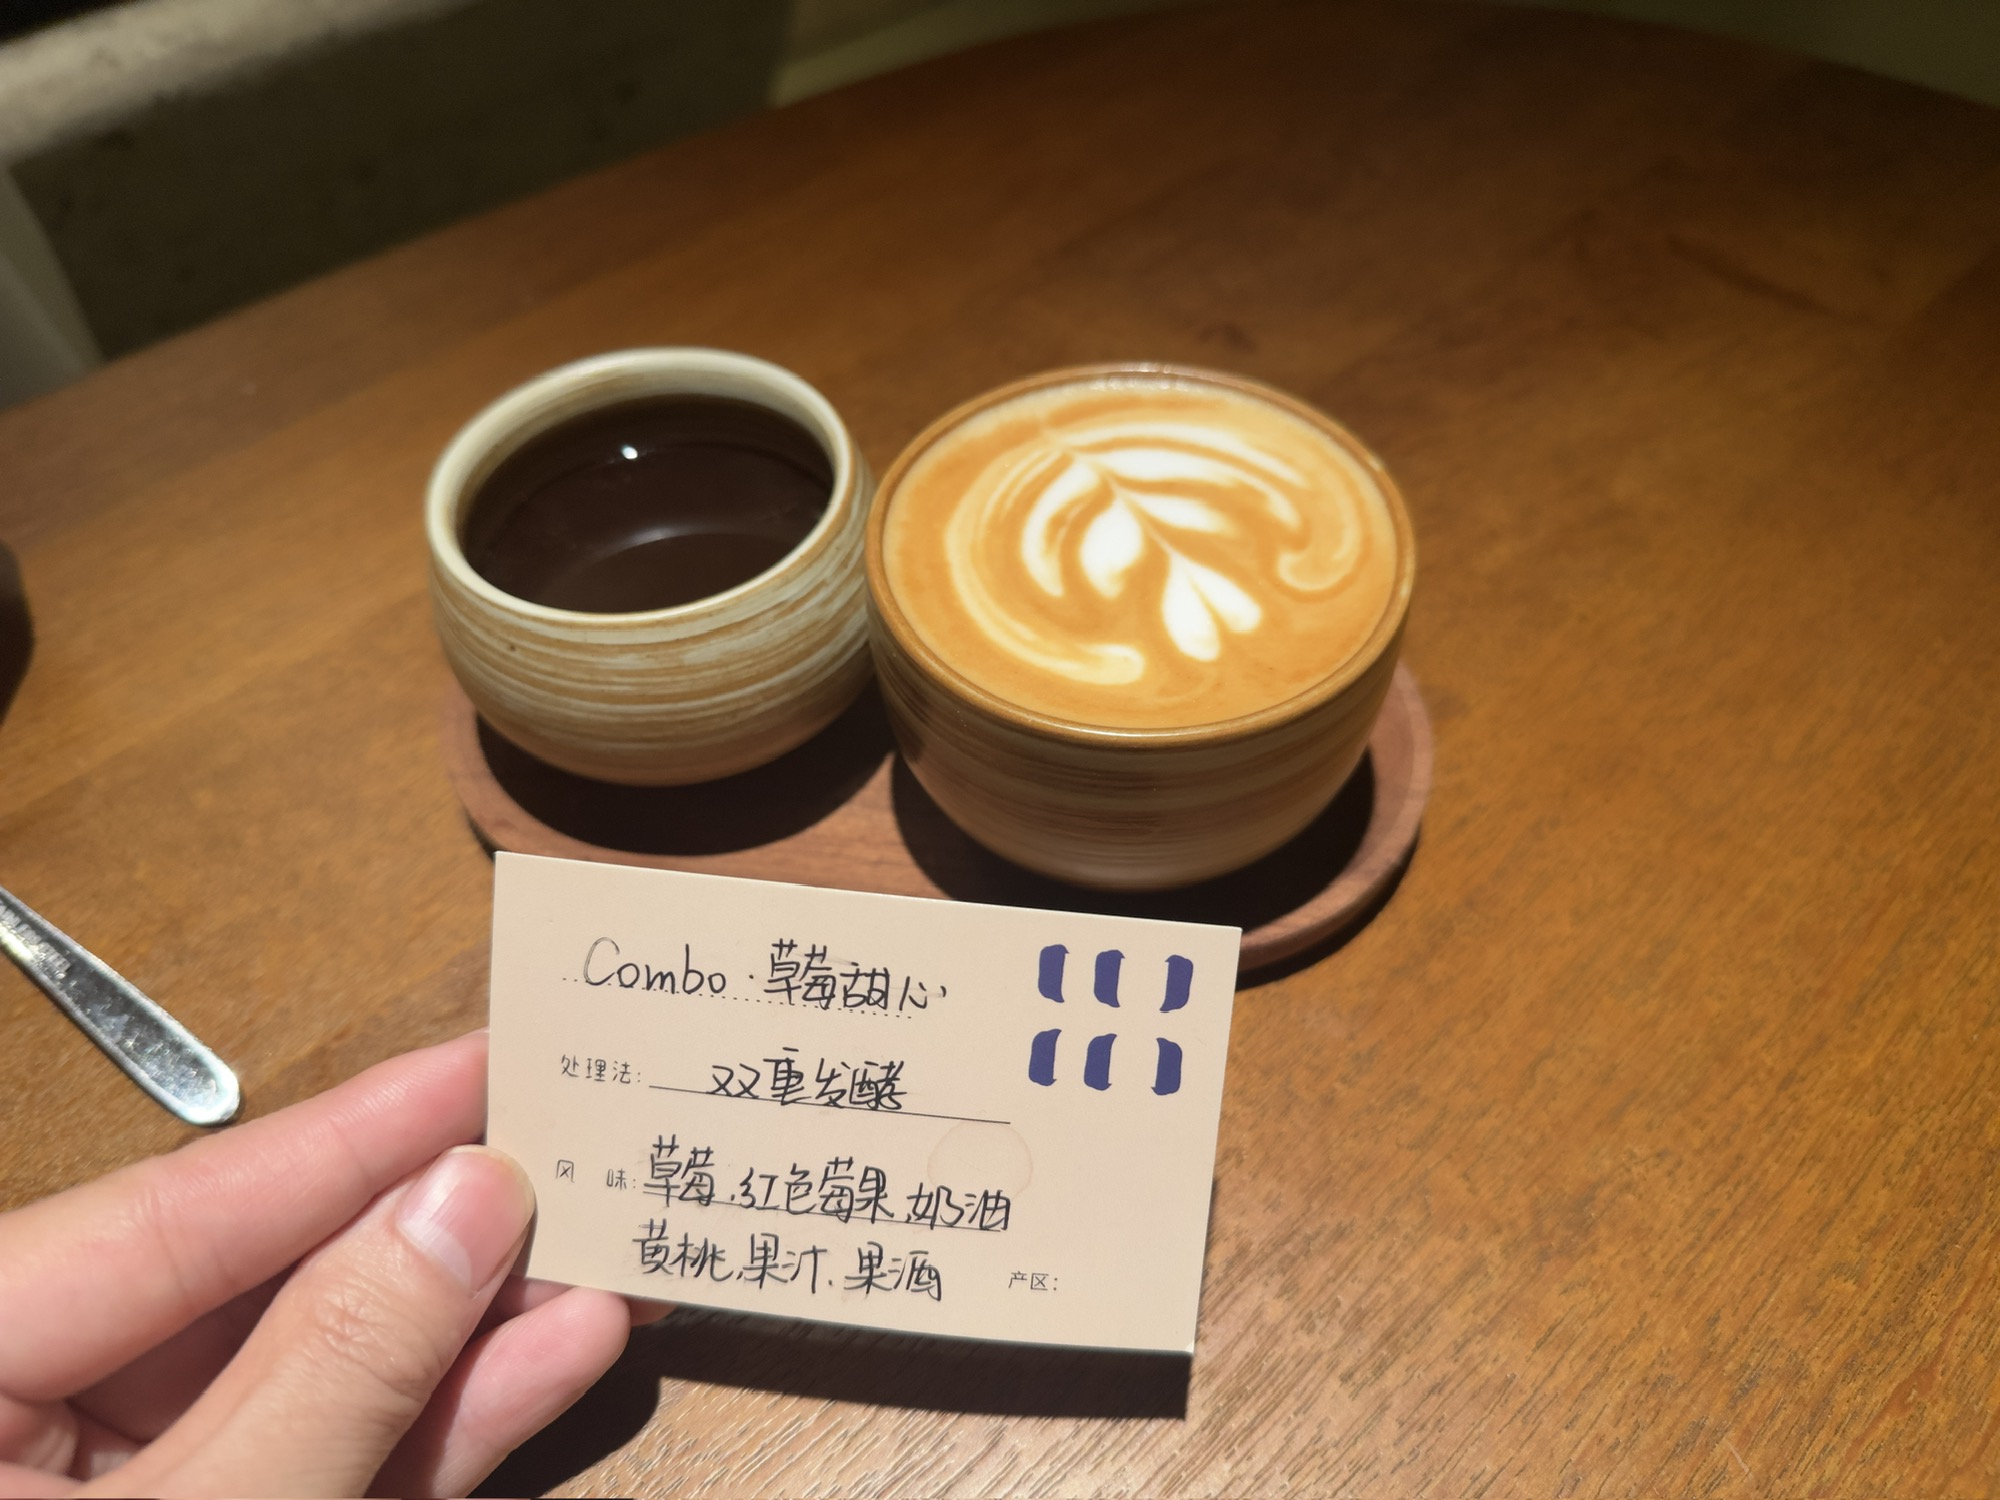 Combo·草莓甜心
处理法: 双重发酵
风 味: 草莓、红色莓果、奶油
黄桃、果汁、果酒
产区: